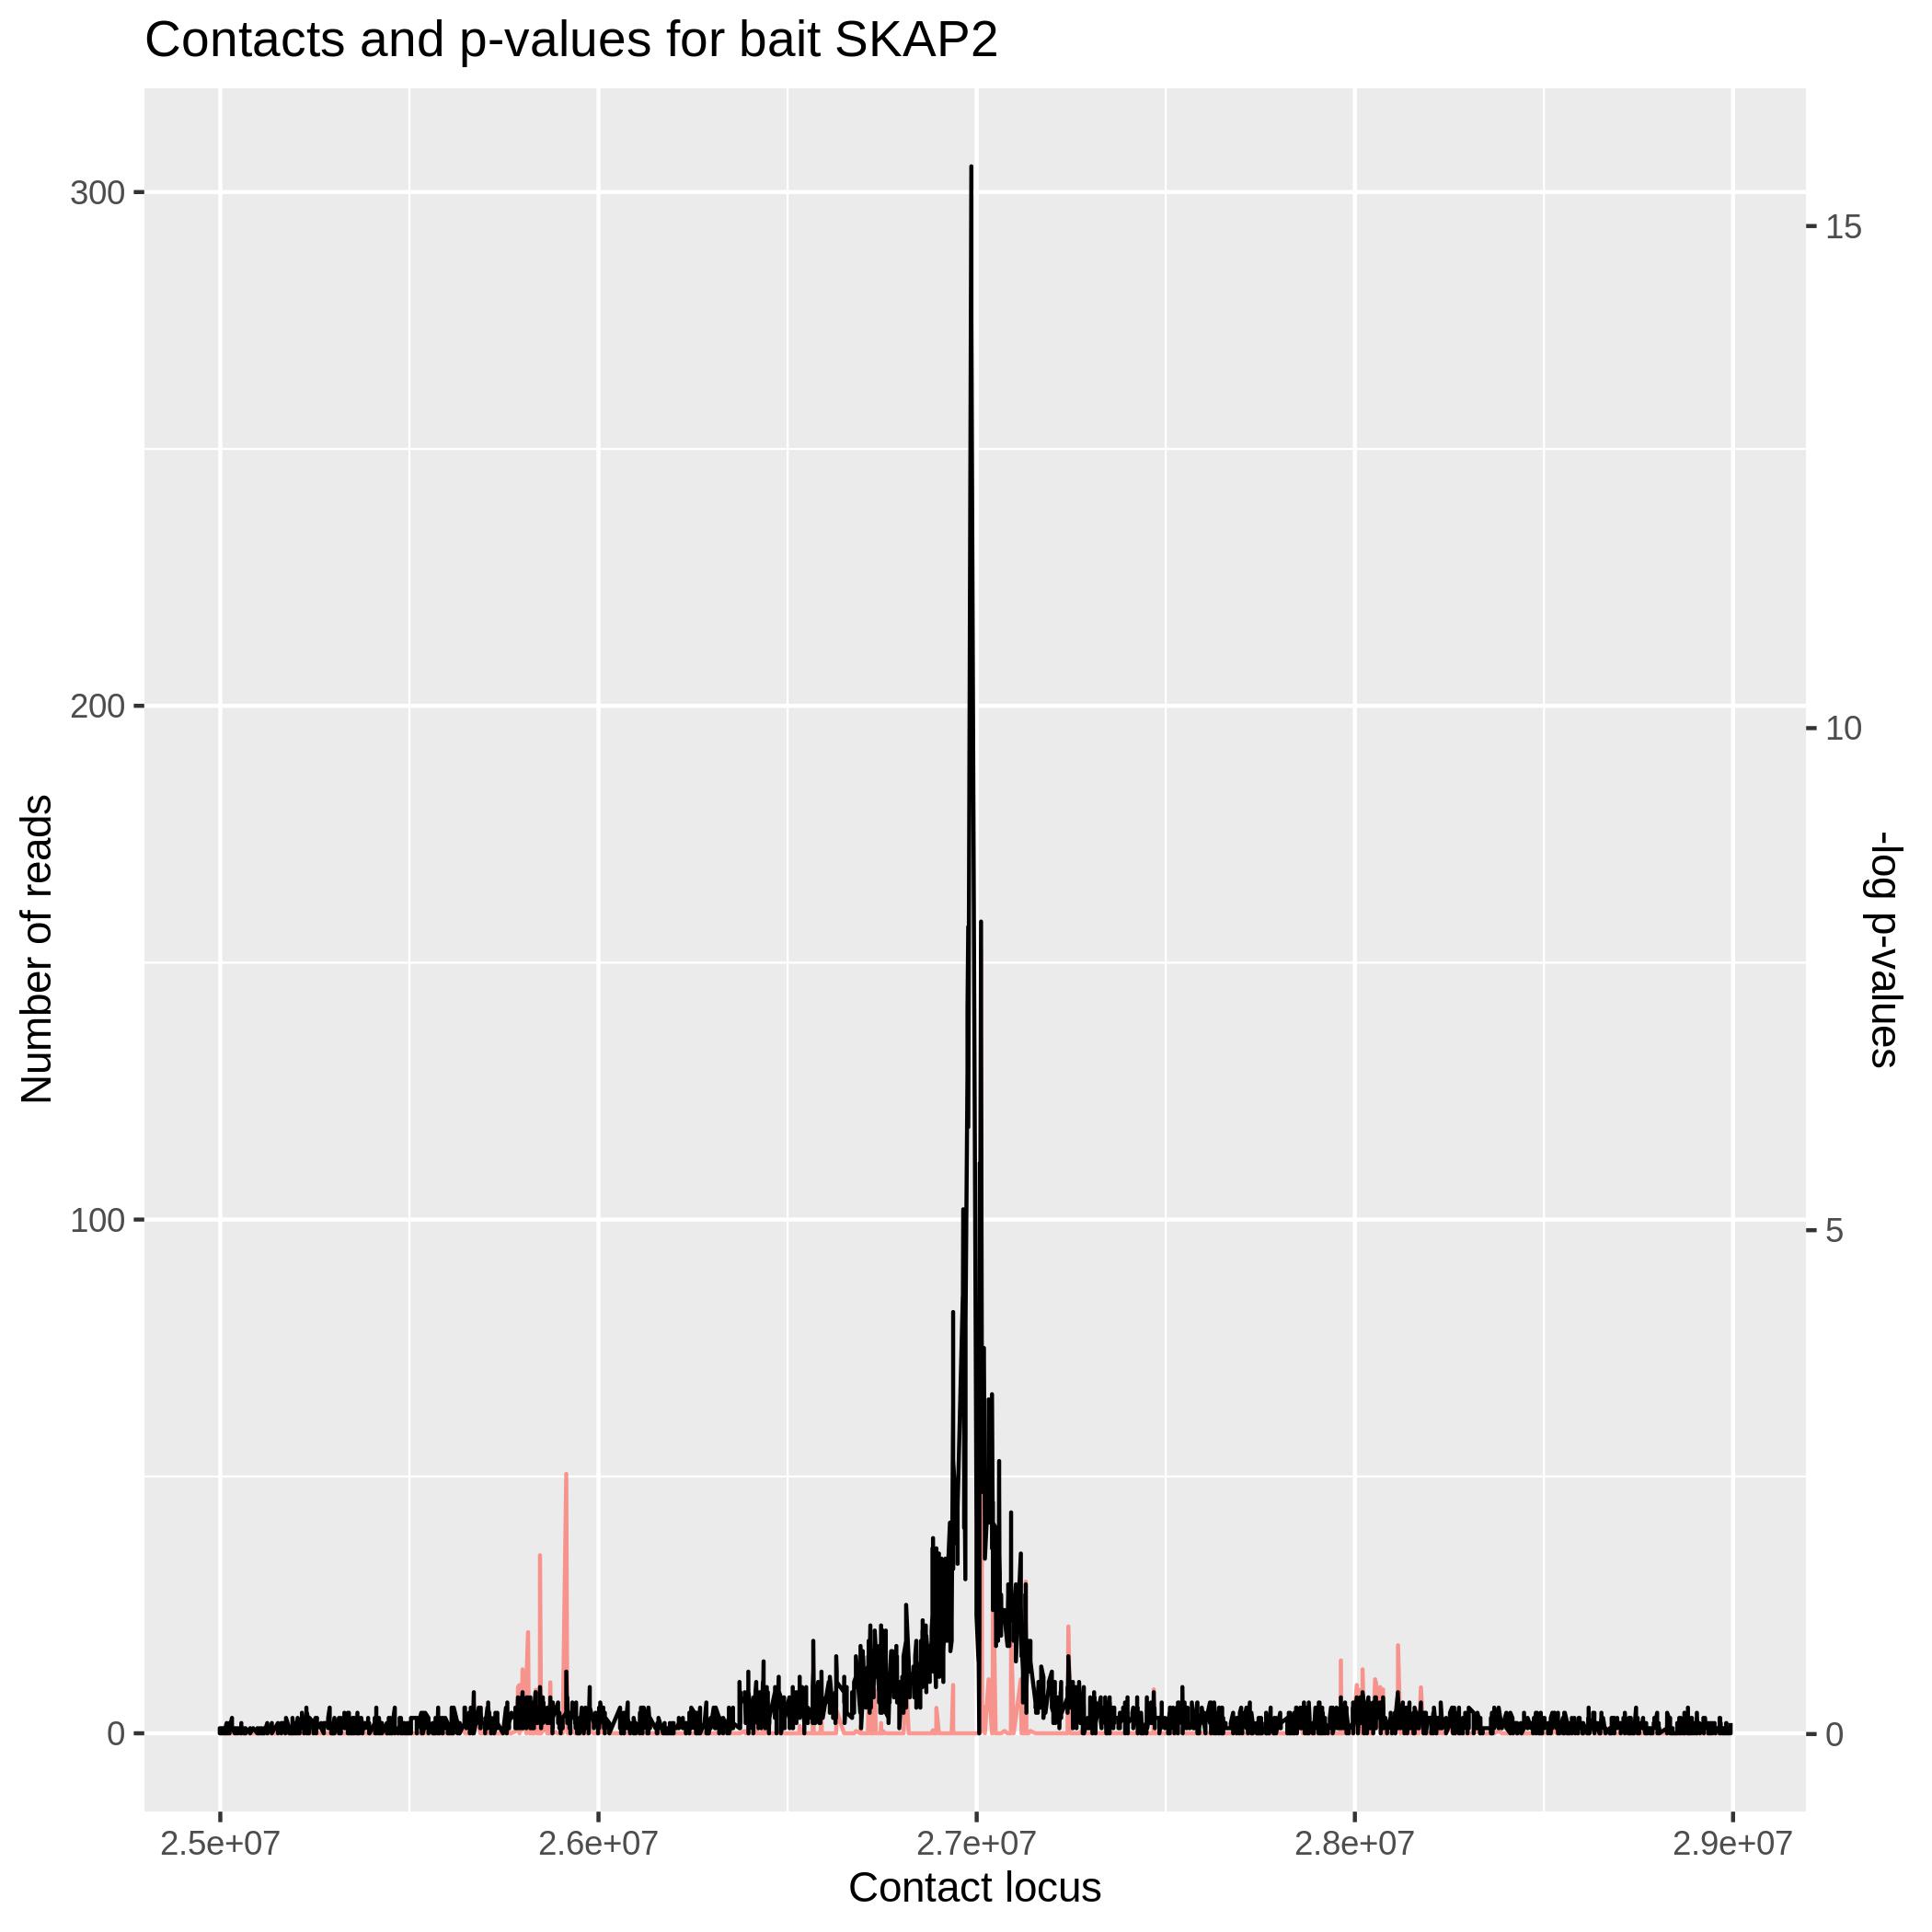 Contacts and p-values for bait SKAP2
300
200
100
0
Number of reads
15
10
5
0
-log p-values
2.5e+07 2.6e+07 2.7e+07 2.8e+07 2.9e+07
Contact locus